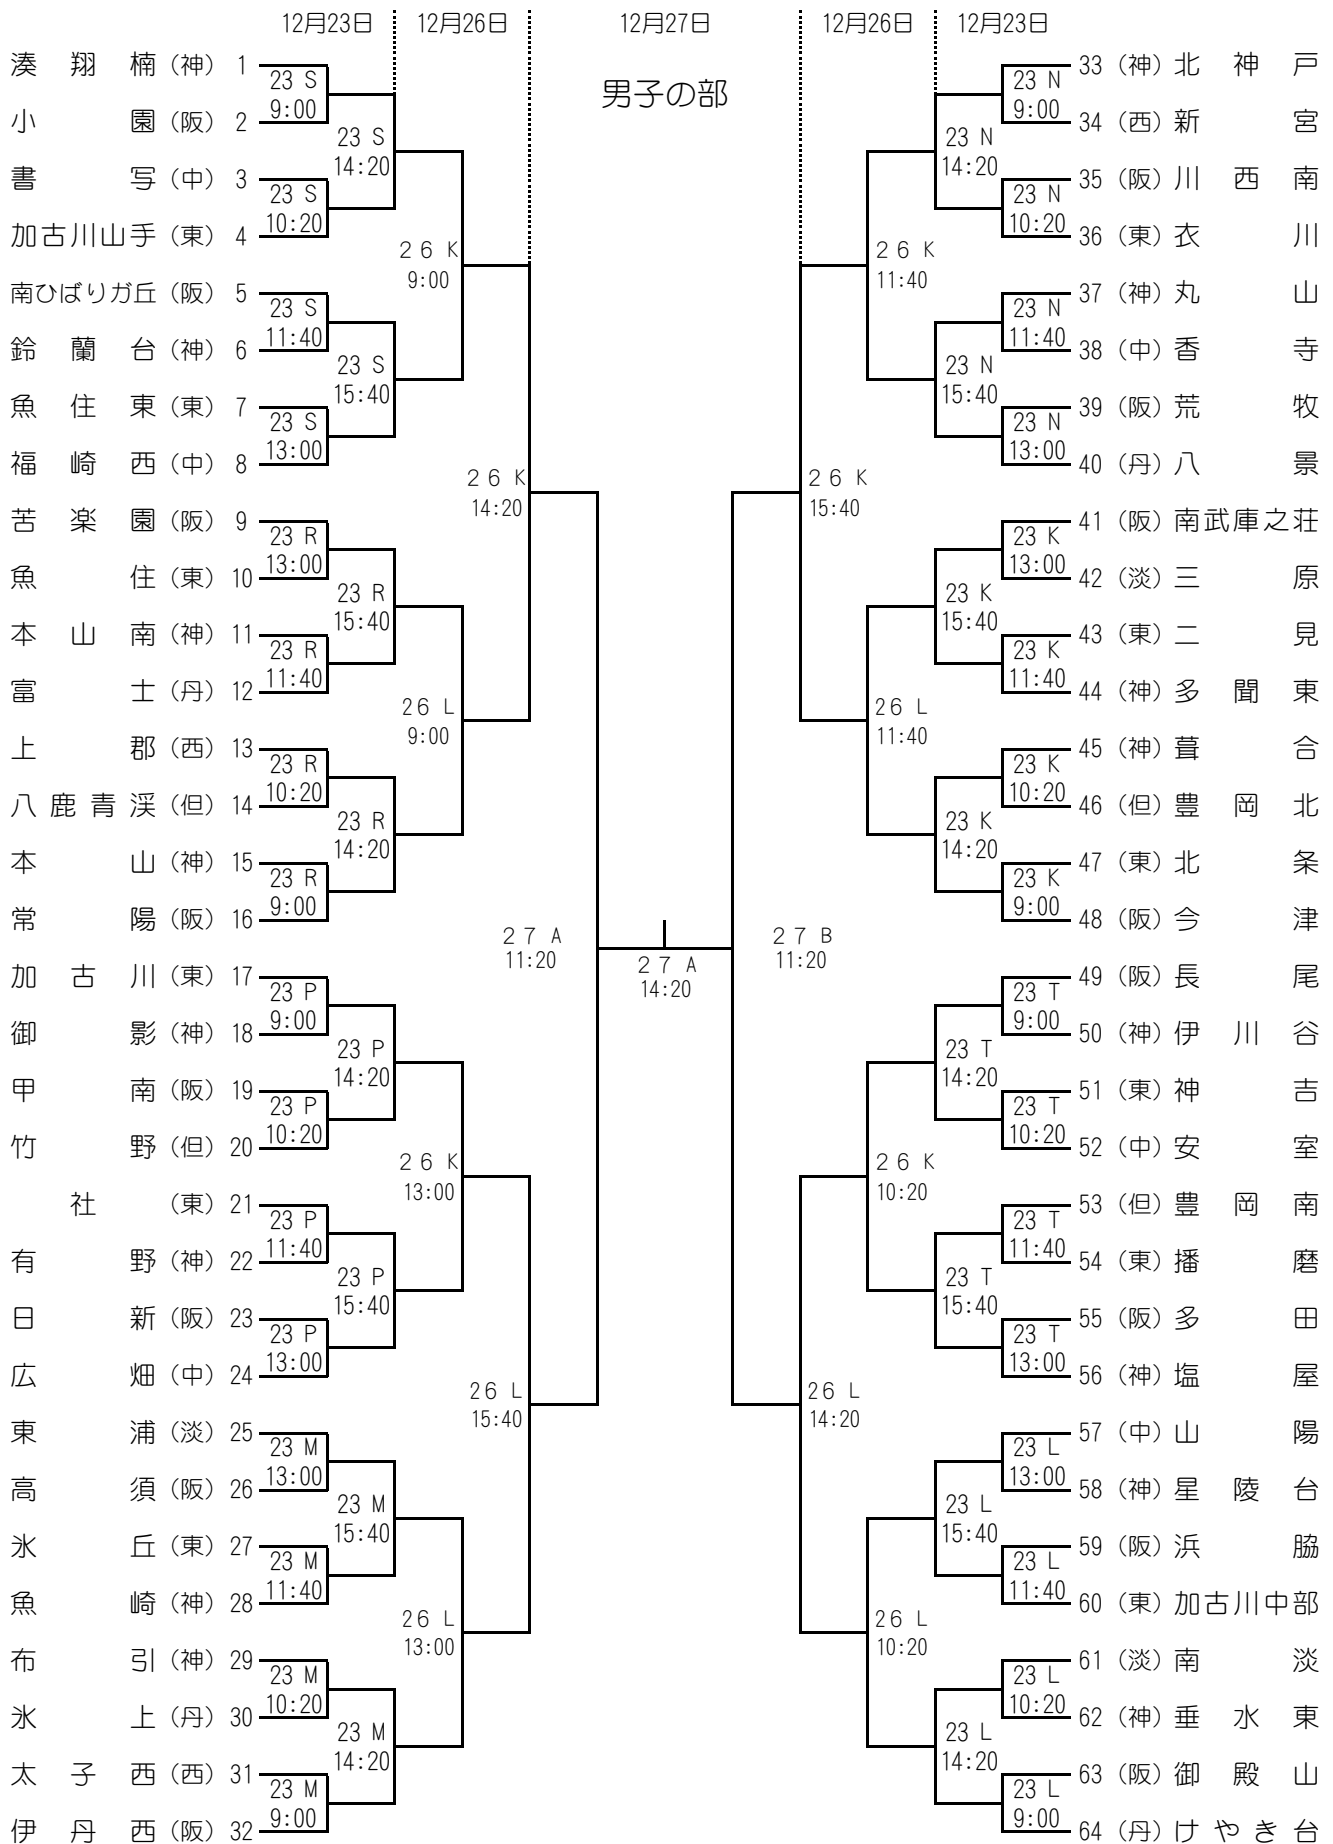 12月23日 12月26日 12月27日 12月26日 12月23日
男子の部
湊翔楠(神) 1
小園(阪) 2
書写(中) 3
加古川山手(東) 4
南ひばりガ丘(阪) 5
鈴蘭台(神) 6
魚住東(東) 7
福崎西(中) 8
苦楽園(阪) 9
魚住(東) 10
本山南(神) 11
富士(丹) 12
上郡(西) 13
八鹿青渓(但) 14
本山(神) 15
常陽(阪) 16
加古川(東) 17
御影(神) 18
甲南(阪) 19
竹野(但) 20
社(東) 21
有野(神) 22
日新(阪) 23
広畑(中) 24
東浦(淡) 25
高須(阪) 26
氷丘(東) 27
魚崎(神) 28
布引(神) 29
氷上(丹) 30
太子西(西) 31
伊丹西(阪) 32
23 S
9:00
23 S
10:20
23 S
11:40
23 S
13:00
23 R
13:00
23 R
11:40
23 R
10:20
23 R
9:00
23 P
9:00
23 P
10:20
23 P
11:40
23 P
13:00
23 M
13:00
23 M
11:40
23 M
10:20
23 M
9:00
23 S
14:20
23 S
15:40
23 R
15:40
23 R
14:20
23 P
14:20
23 P
15:40
23 M
15:40
23 M
14:20
26 K
9:00
26 L
9:00
26 K
13:00
26 L
13:00
26 K
14:20
26 L
15:40
27 A
11:20
27 A
14:20
27 B
11:20
26 K
15:40
26 L
14:20
26 K
11:40
26 L
11:40
26 K
10:20
26 L
10:20
23 N
14:20
23 N
15:40
23 K
15:40
23 K
14:20
23 T
14:20
23 T
15:40
23 L
15:40
23 L
14:20
23 N
9:00
23 N
10:20
23 N
11:40
23 N
13:00
23 K
13:00
23 K
11:40
23 K
10:20
23 K
9:00
23 T
9:00
23 T
10:20
23 T
11:40
23 T
13:00
23 L
13:00
23 L
11:40
23 L
10:20
23 L
9:00
33 (神)北神戸
34 (西)新宮
35 (阪)川西南
36 (東)衣川
37 (神)丸山
38 (中)香寺
39 (阪)荒牧
40 (丹)八景
41 (阪)南武庫之荘
42 (淡)三原
43 (東)二見
44 (神)多聞東
45 (神)葺合
46 (但)豊岡北
47 (東)北条
48 (阪)今津
49 (阪)長尾
50 (神)伊川谷
51 (東)神吉
52 (中)安室
53 (但)豊岡南
54 (東)播磨
55 (阪)多田
56 (神)塩屋
57 (中)山陽
58 (神)星陵台
59 (阪)浜脇
60 (東)加古川中部
61 (淡)南淡
62 (神)垂水東
63 (阪)御殿山
64 (丹)けやき台